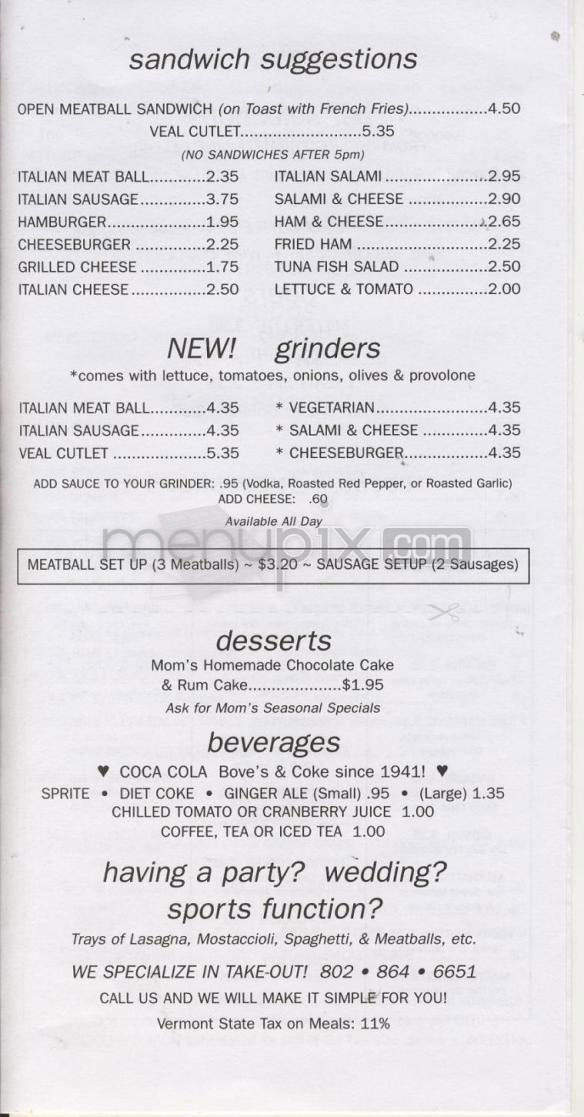 sandwich suggestions
OPEN MEATBALL SANDWICH (on Toast with French Fries).................4.50
VEAL CUTLET..........................5.35
(NO SANDWICHES AFTER 5pm)
ITALIAN MEAT BALL............2.35 ITALIAN SALAMI......................2.95
ITALIAN SAUSAGE..............3.75 SALAMI & CHEESE .................2.90
HAMBURGER.....................1.95 HAM & CHEESE......................2.65
CHEESEBURGER ...............2.25 FRIED HAM ............................2.25
GRILLED CHEESE ..............1.75 TUNA FISH SALAD ..................2.50
ITALIAN CHEESE................2.50 LETTUCE & TOMATO ...............2.00
NEW! grinders
*comes with lettuce, tomatoes, onions, olives & provolone
ITALIAN MEAT BALL............4.35 * VEGETARIAN........................4.35
ITALIAN SAUSAGE..............4.35 * SALAMI & CHEESE ..............4.35
VEAL CUTLET ....................5.35 * CHEESEBURGER..................4.35
ADD SAUCE TO YOUR GRINDER: .95 (Vodka, Roasted Red Pepper, or Roasted Garlic)
ADD CHEESE: .60
Available All Day
menupix.com
MEATBALL SET UP (3 Meatballs) ~ $3.20 ~ SAUSAGE SETUP (2 Sausages)
desserts
Mom's Homemade Chocolate Cake
& Rum Cake....................$1.95
Ask for Mom's Seasonal Specials
beverages
♥ COCA COLA Bove's & Coke since 1941! ♥
SPRITE • DIET COKE • GINGER ALE (Small) .95 • (Large) 1.35
CHILLED TOMATO OR CRANBERRY JUICE 1.00
COFFEE, TEA OR ICED TEA 1.00
having a party? wedding?
sports function?
Trays of Lasagna, Mostaccioli, Spaghetti, & Meatballs, etc.
WE SPECIALIZE IN TAKE-OUT! 802 • 864 • 6651
CALL US AND WE WILL MAKE IT SIMPLE FOR YOU!
Vermont State Tax on Meals: 11%